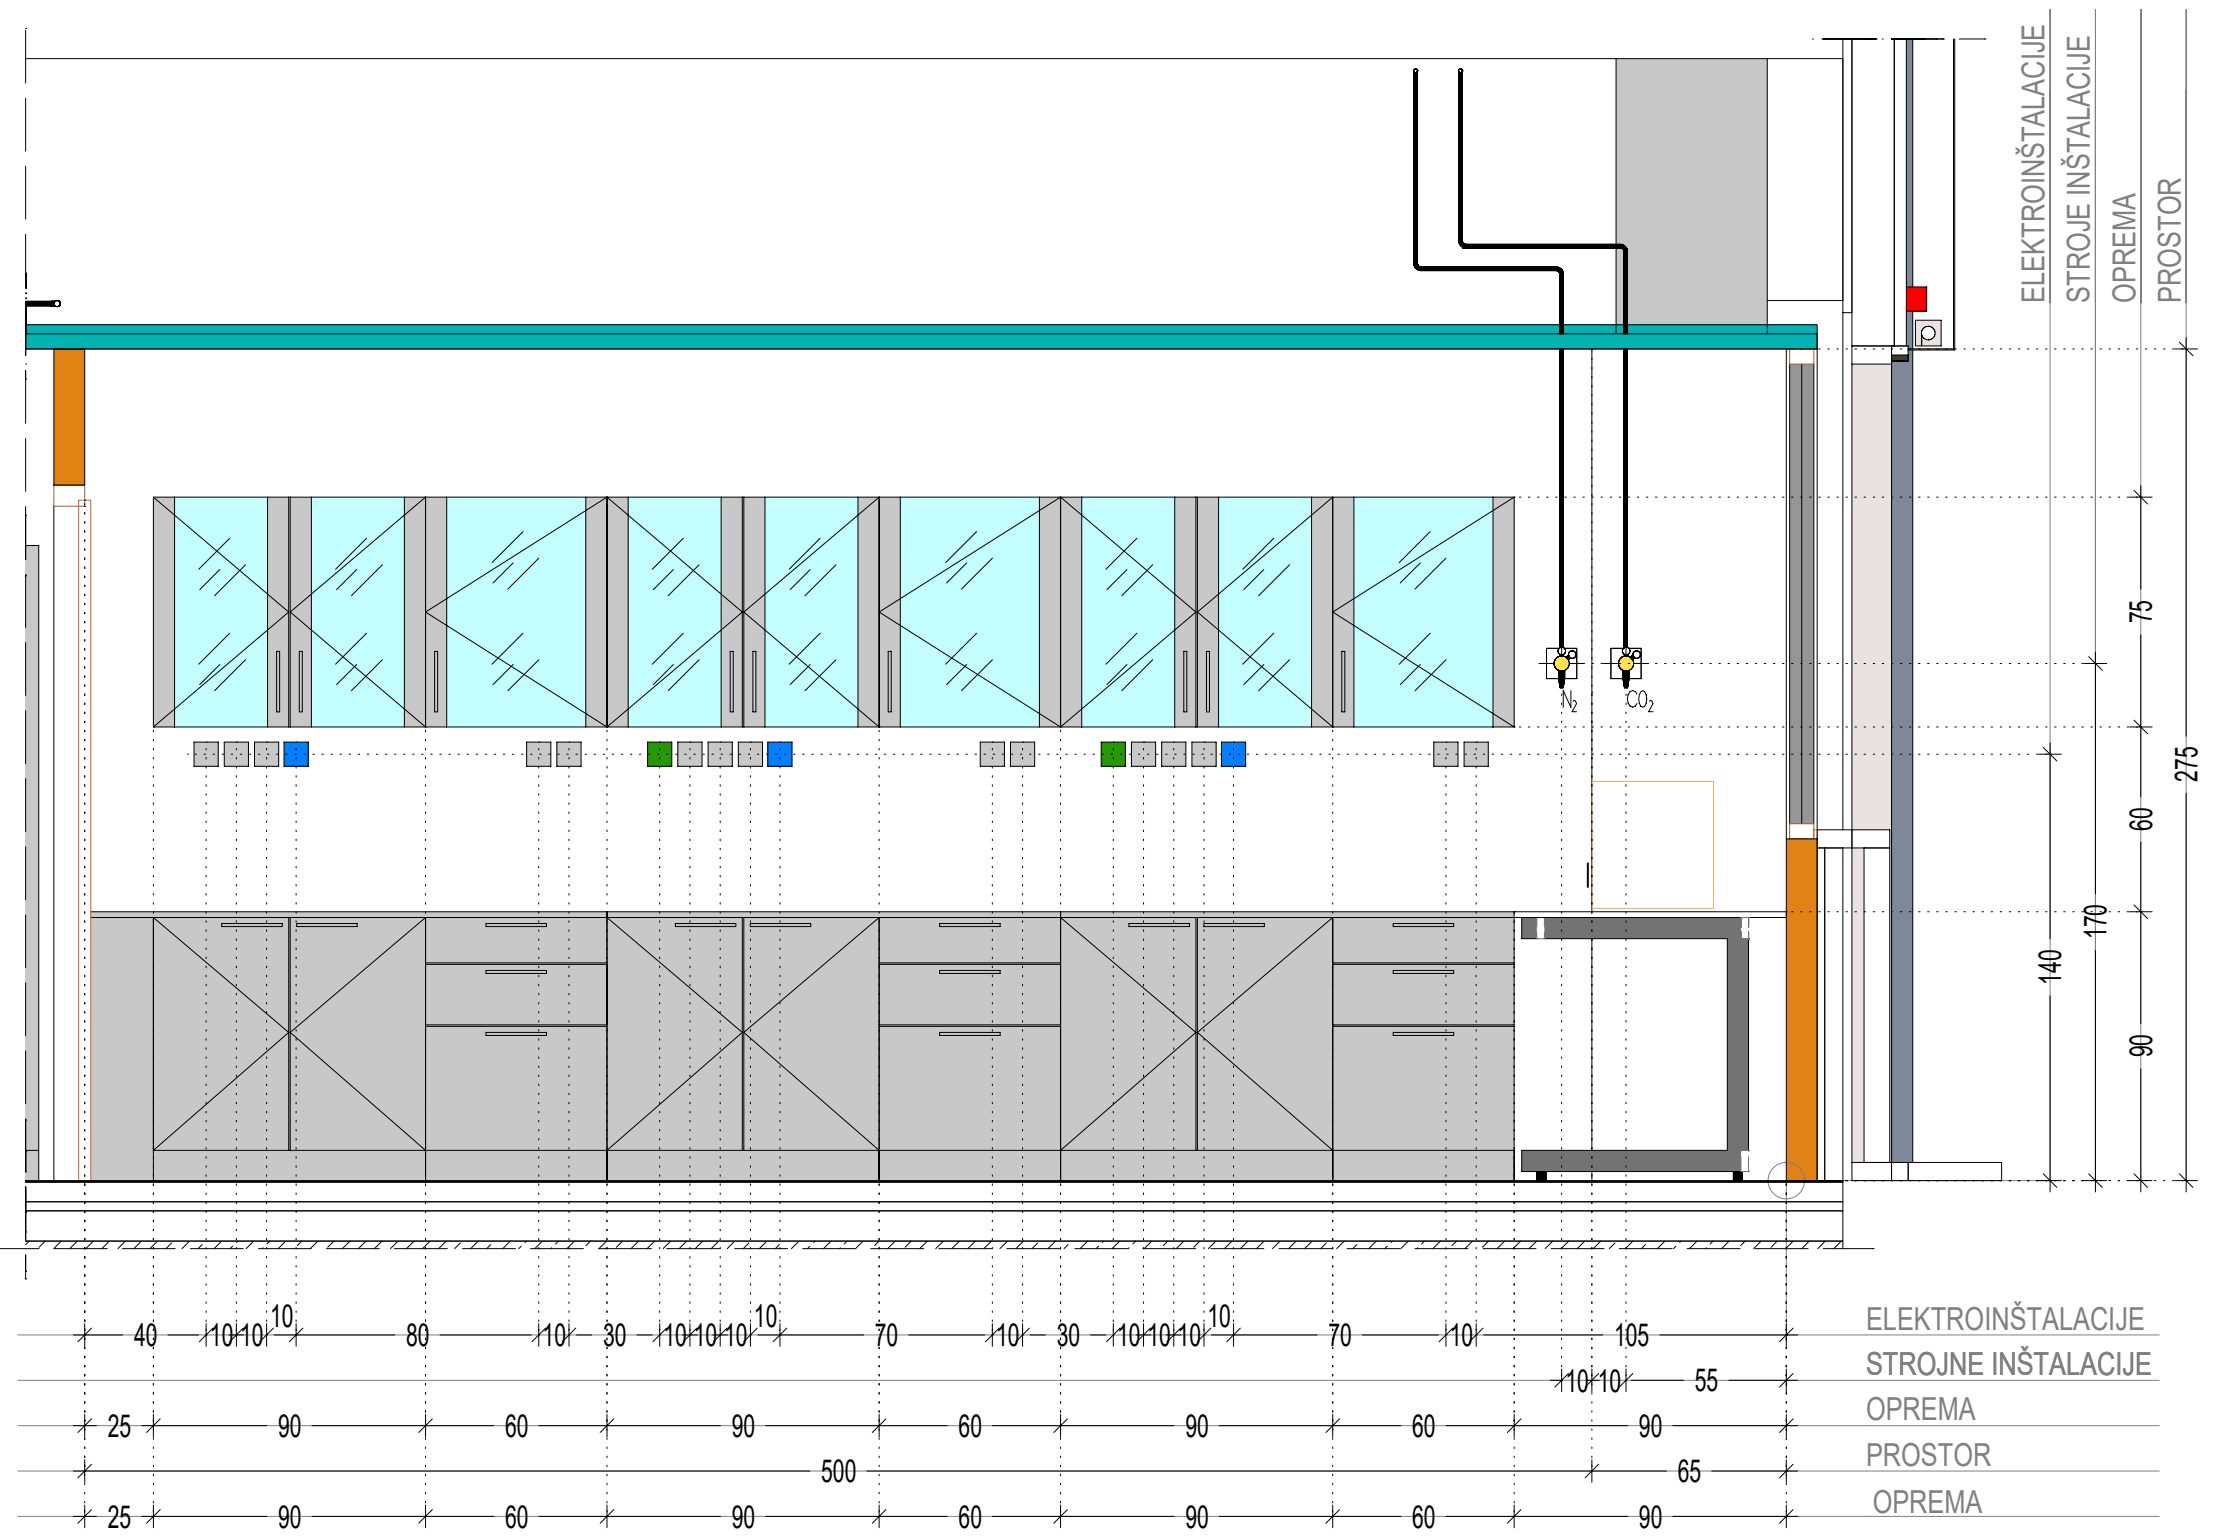 ELEKTROINŠTALACIJE
STROJE INŠTALACIJE
OPREMA
PROSTOR
N2
CO2
75
60
90
170
140
275
40 10 10 10 80 10 30 10 10 10 10 70 10 30 10 10 10 10 70 10 105 ELEKTROINŠTALACIJE
10 10 55 STROJNE INŠTALACIJE
25 90 60 90 60 90 60 90 OPREMA
500 65 PROSTOR
25 90 60 90 60 90 60 90 OPREMA